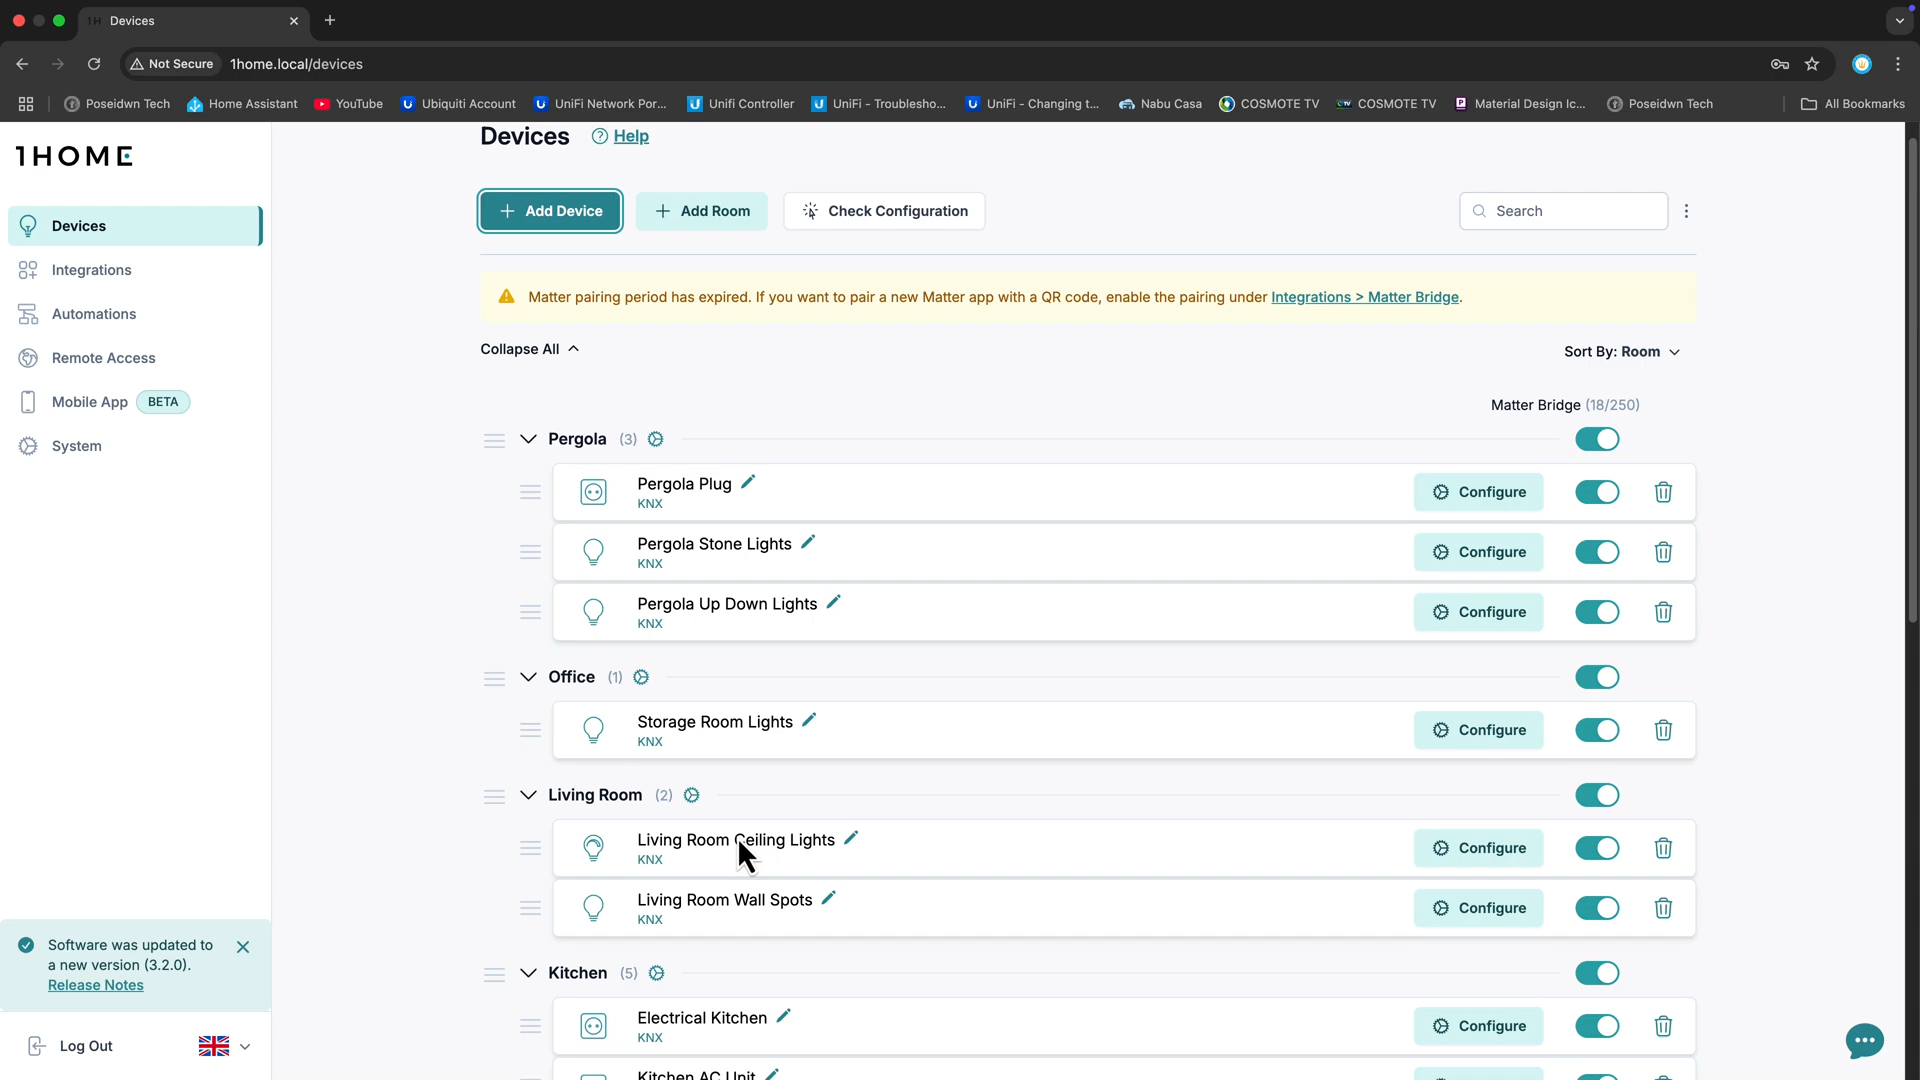 Devices
Not Secure
1home.local/devices
Poseidwn Tech
Home Assistant
YouTube
Ubiquiti Account
UniFi Network Por...
Unifi Controller
UniFi - Troublesho...
UniFi - Changing t...
Nabu Casa
COSMOTE TV
COSMOTE TV
Material Design Ic...
Poseidwn Tech
All Bookmarks
1HOME
Devices
Integrations
Automations
Remote Access
Mobile App BETA
System
Software was updated to
a new version (3.2.0).
Release Notes
Log Out
Devices
Help
Add Device
Add Room
Check Configuration
Search
Matter pairing period has expired. If you want to pair a new Matter app with a QR code, enable the pairing under Integrations > Matter Bridge.
Collapse All
Sort By: Room
Matter Bridge (18/250)
Pergola (3)
Pergola Plug
KNX
Configure
Pergola Stone Lights
KNX
Configure
Pergola Up Down Lights
KNX
Configure
Office (1)
Storage Room Lights
KNX
Configure
Living Room (2)
Living Room Ceiling Lights
KNX
Configure
Living Room Wall Spots
KNX
Configure
Kitchen (5)
Electrical Kitchen
KNX
Configure
Kitchen AC Unit